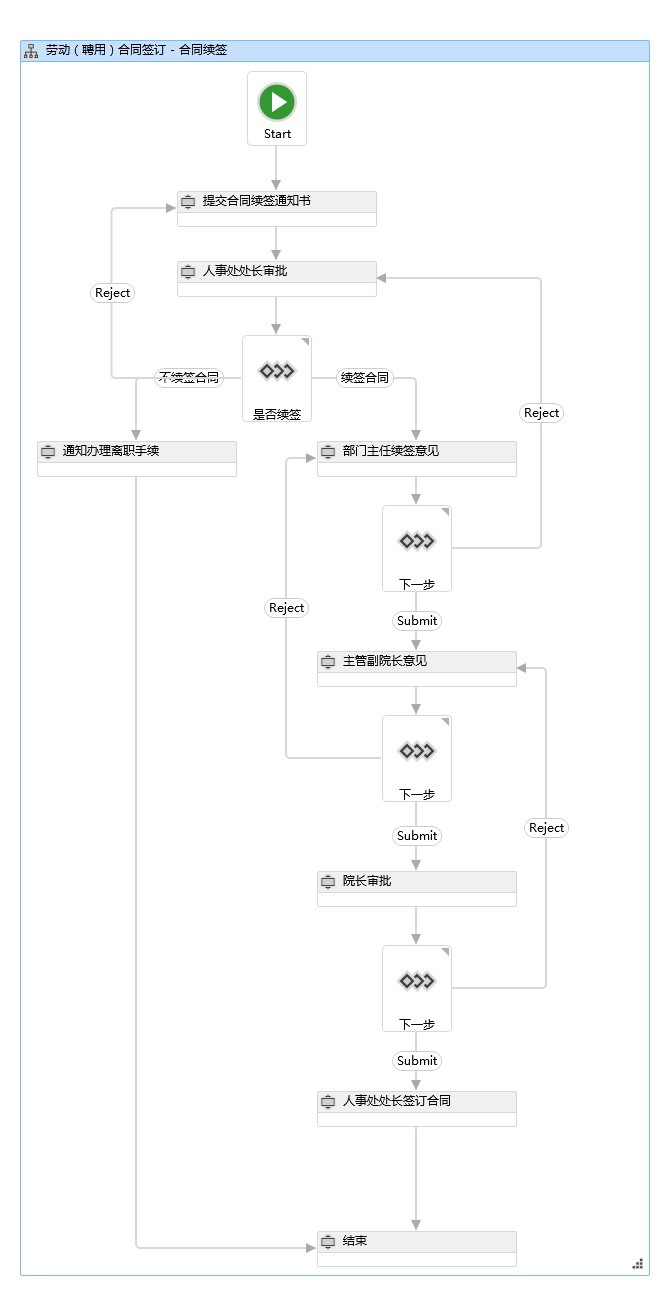 劳动（聘用）合同签订 - 合同续签
Start
提交合同续签通知书
人事处处长审批
Reject
不续签合同
续签合同
是否续签
Reject
通知办理离职手续
部门主任续签意见
下一步
Reject
Submit
主管副院长意见
下一步
Submit
Reject
院长审批
下一步
Submit
人事处处长签订合同
结束